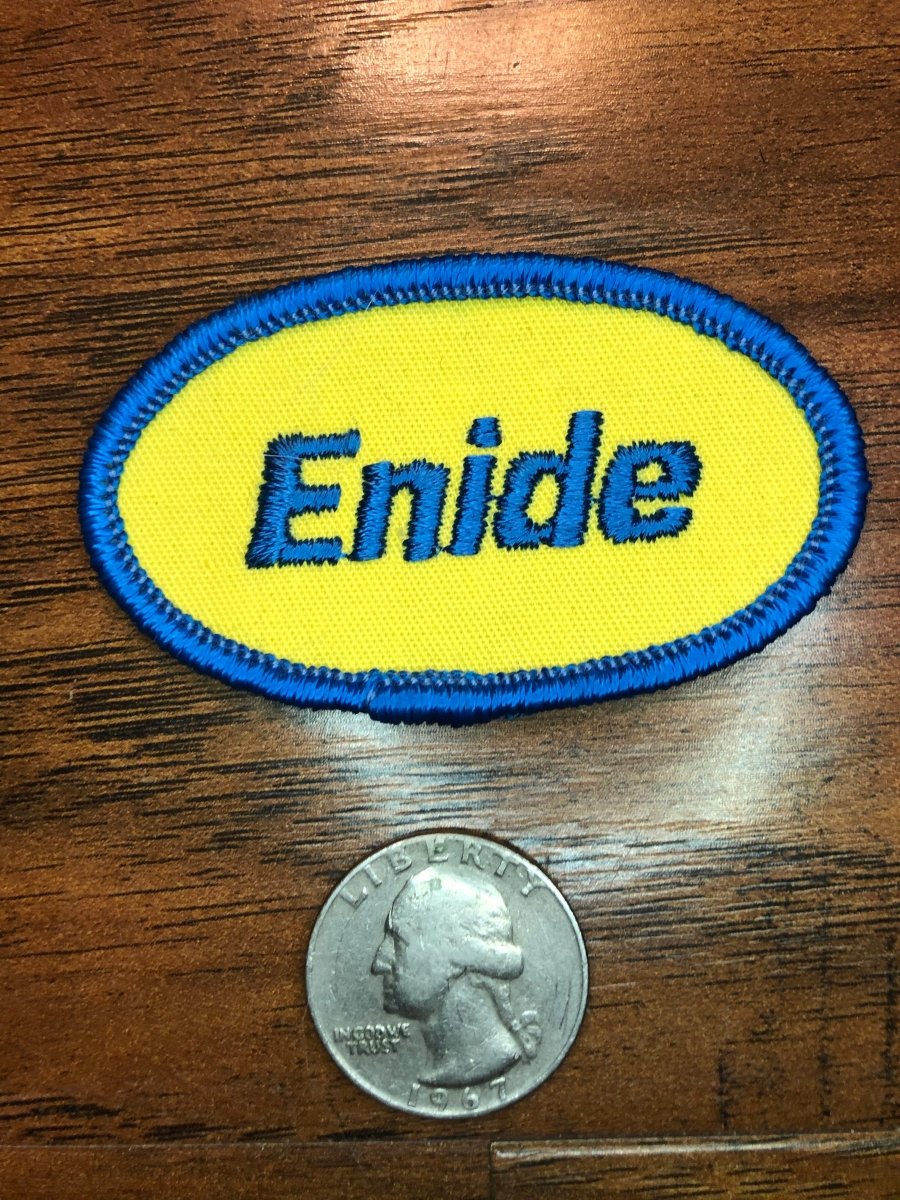 Enide
LIBERTY
IN GOD WE
TRUST
1967